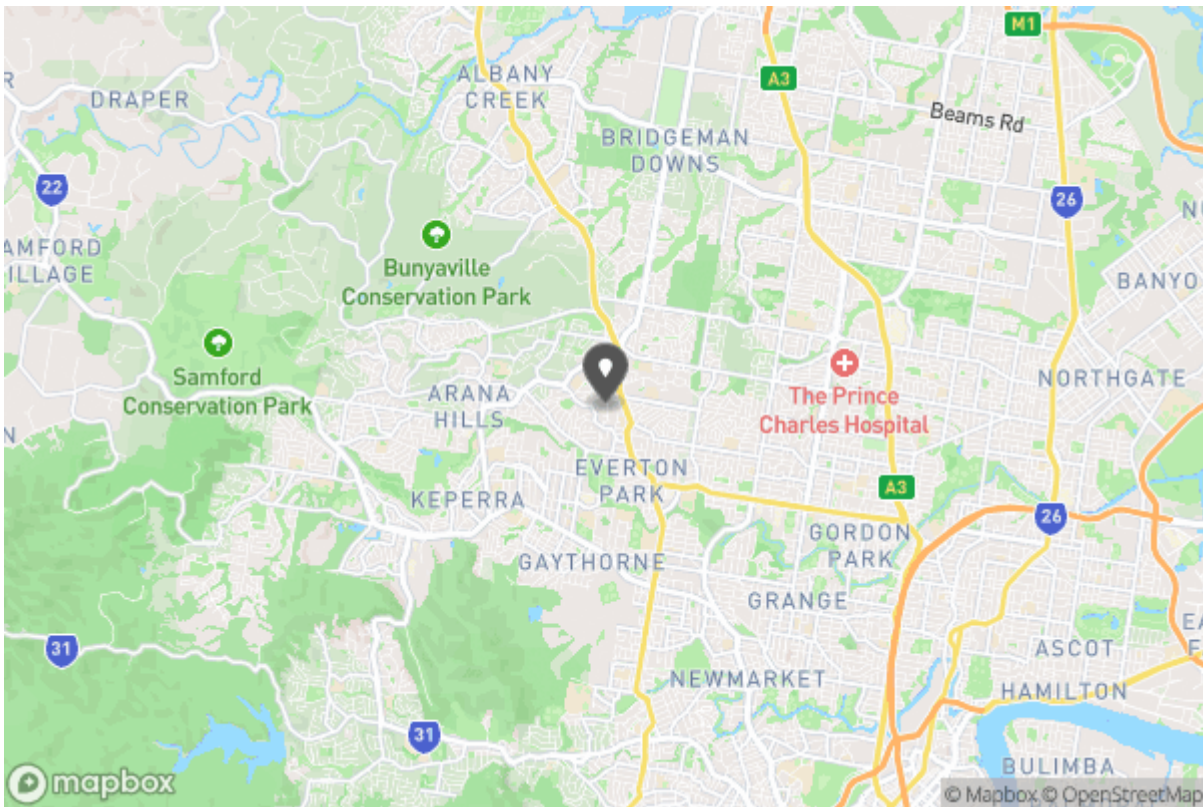 M1
ALBANY
CREEK
A3
DRAPER
Beams Rd
BRIDGEMAN
DOWNS
22
26
AMFORD
ILLAGE
Bunyaville
Conservation Park
BANYO
Samford
Conservation Park
ARANA
HILLS
The Prince
Charles Hospital
NORTHGATE
EVERTON
PARK
KEPERRA
A3
26
GORDON
PARK
GAYTHORNE
GRANGE
31
ASCOT
NEWMARKET
HAMILTON
31
BULIMBA
mapbox
© Mapbox © OpenStreetMap